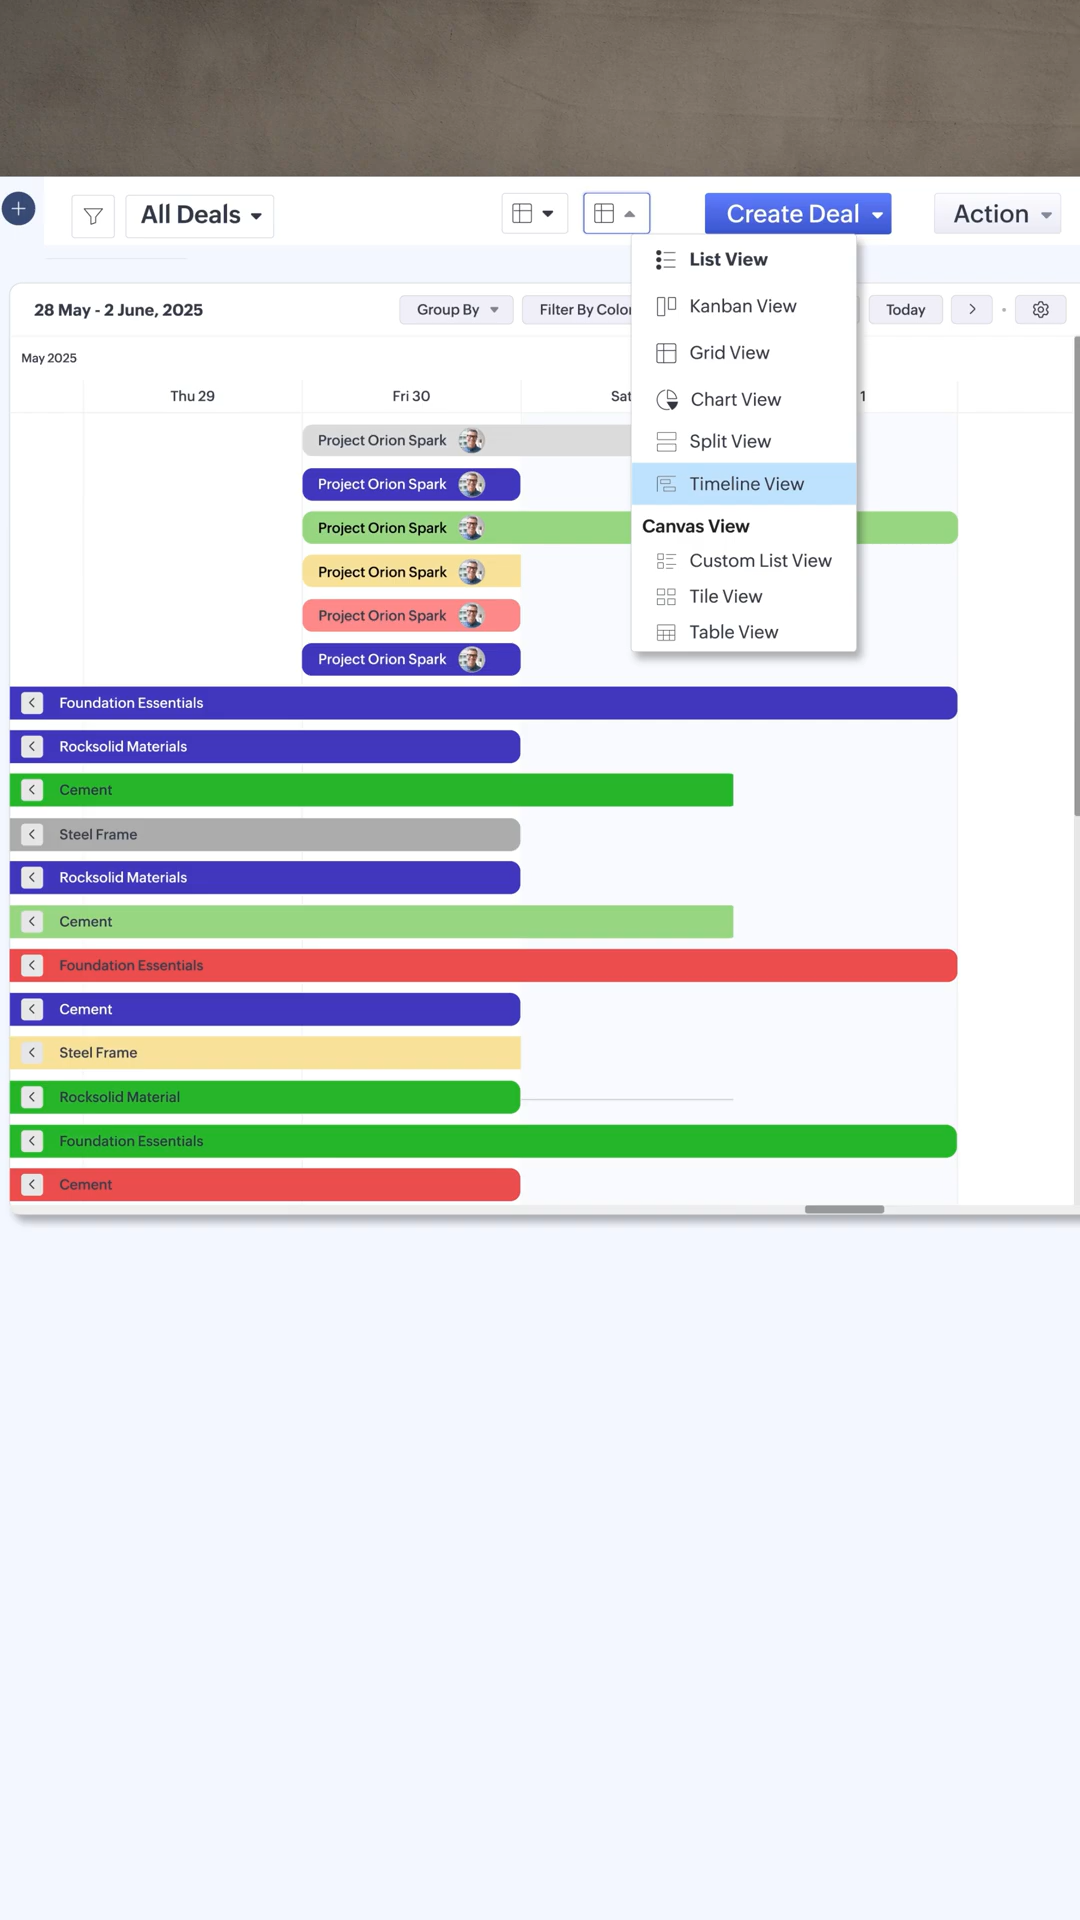 All Deals
Create Deal
Action
List View
Kanban View
Grid View
Chart View
Split View
Timeline View
Canvas View
Custom List View
Tile View
Table View
28 May - 2 June, 2025
Group By
Filter By Color
Today
May 2025
Thu 29
Fri 30
Sat
1
Project Orion Spark
Project Orion Spark
Project Orion Spark
Project Orion Spark
Project Orion Spark
Project Orion Spark
Foundation Essentials
Rocksolid Materials
Cement
Steel Frame
Rocksolid Materials
Cement
Foundation Essentials
Cement
Steel Frame
Rocksolid Material
Foundation Essentials
Cement